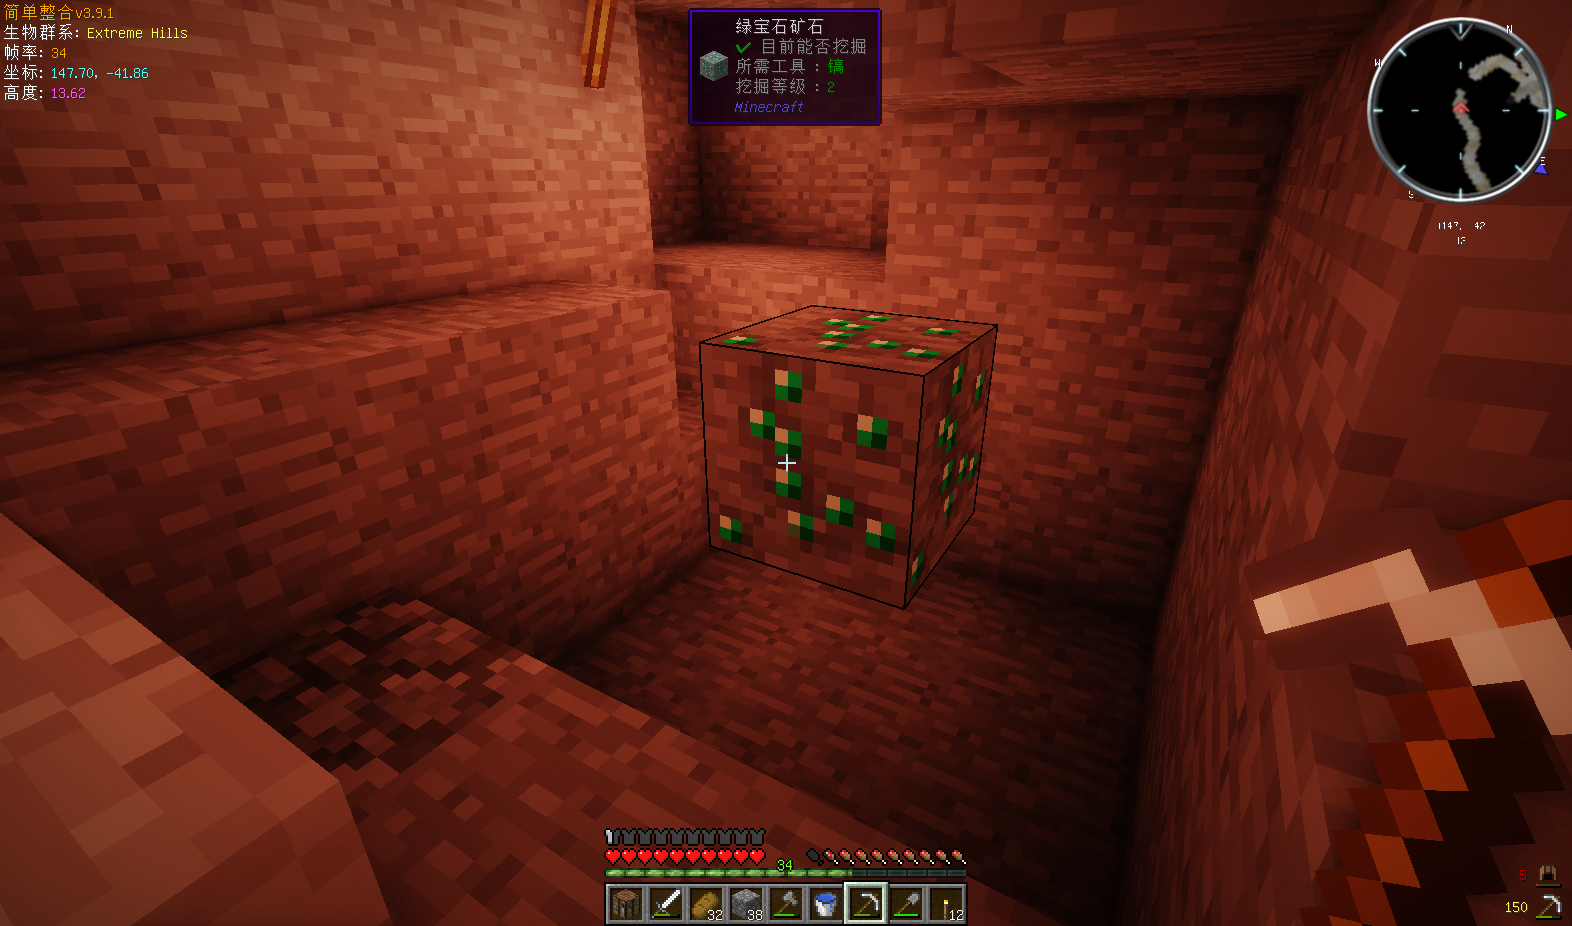 简单整合v3.9.1
生物群系: Extreme Hills
帧率: 34
坐标: 147.70, -41.86
高度: 13.62
绿宝石矿石
✔ 目前能否挖掘
所需工具 : 镐
挖掘等级 : 2
Minecraft
N
W
E
S
13
34
32
38
12
5
150